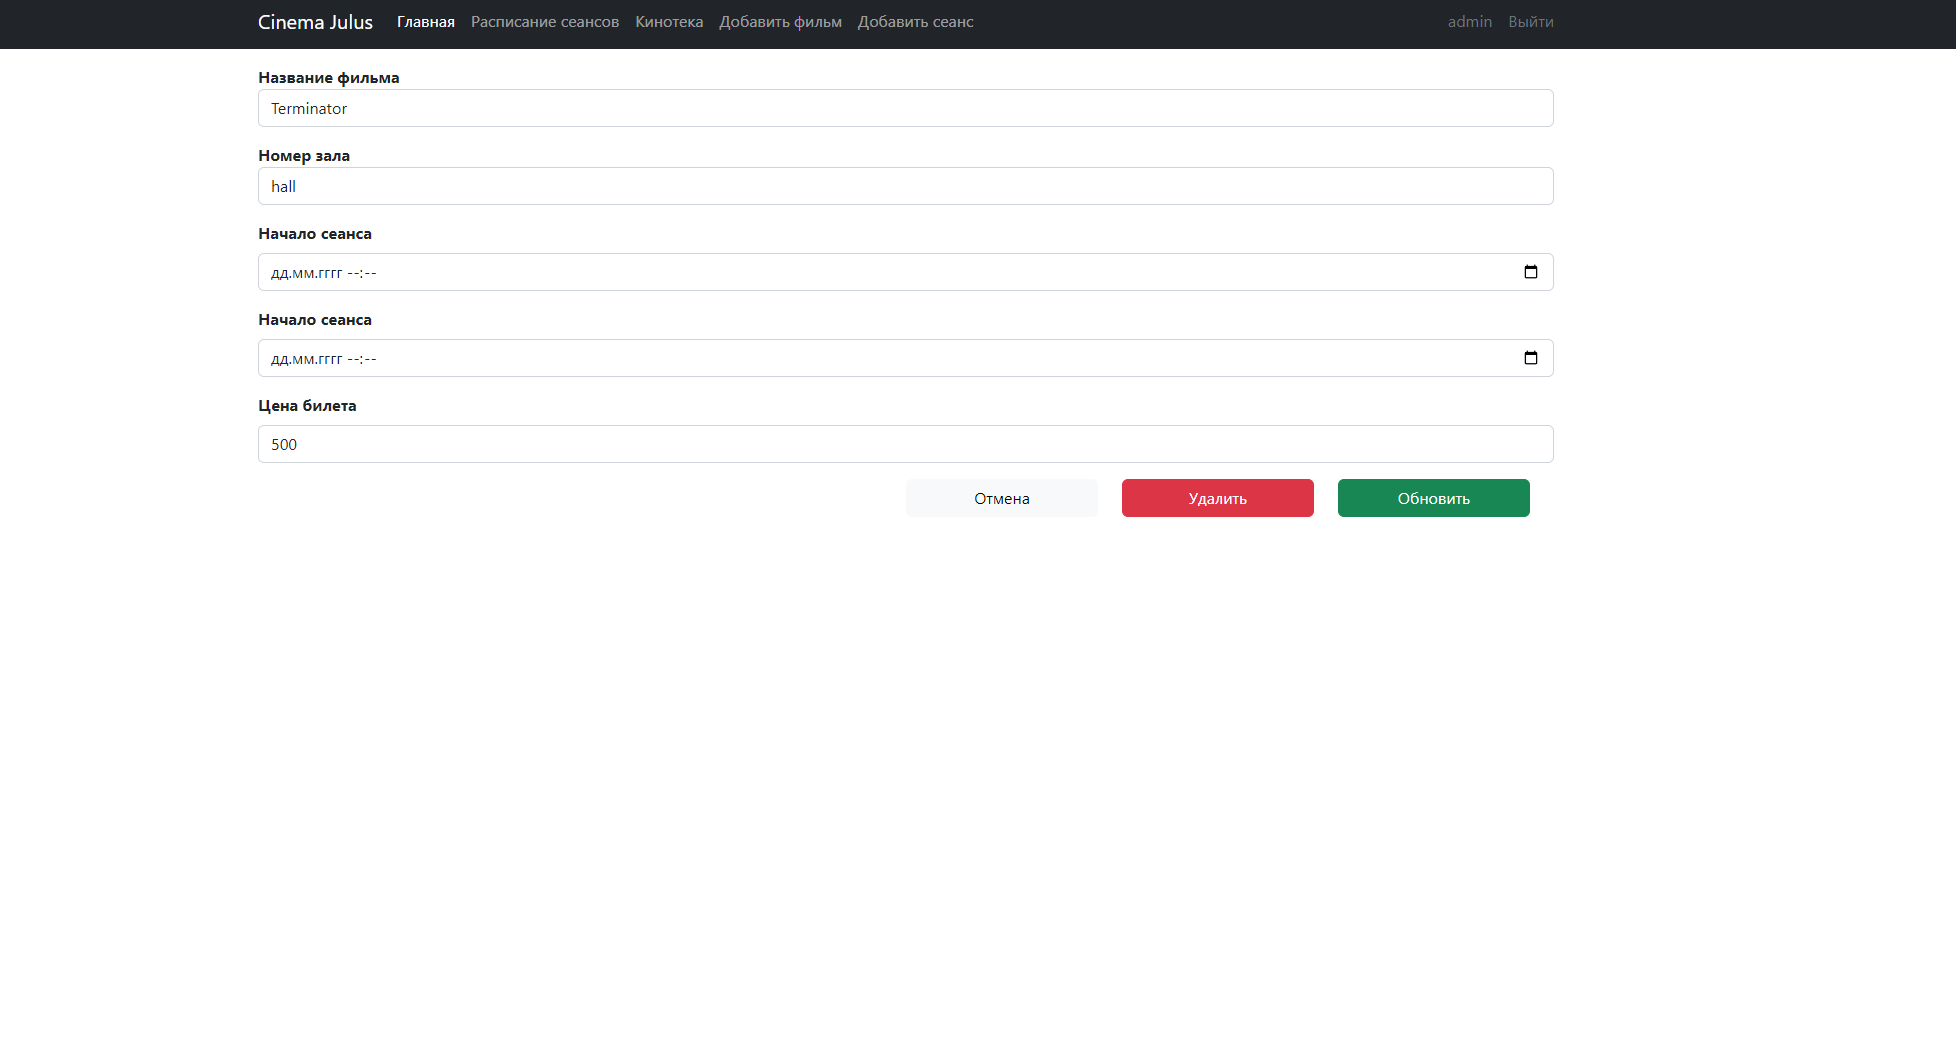 Cinema Julus Главная Расписание сеансов Кинотека Добавить фильм Добавить сеанс admin Выйти
Название фильма
Terminator
Номер зала
hall
Начало сеанса
дд.мм.гггг --:--
Начало сеанса
дд.мм.гггг --:--
Цена билета
500
Отмена Удалить Обновить